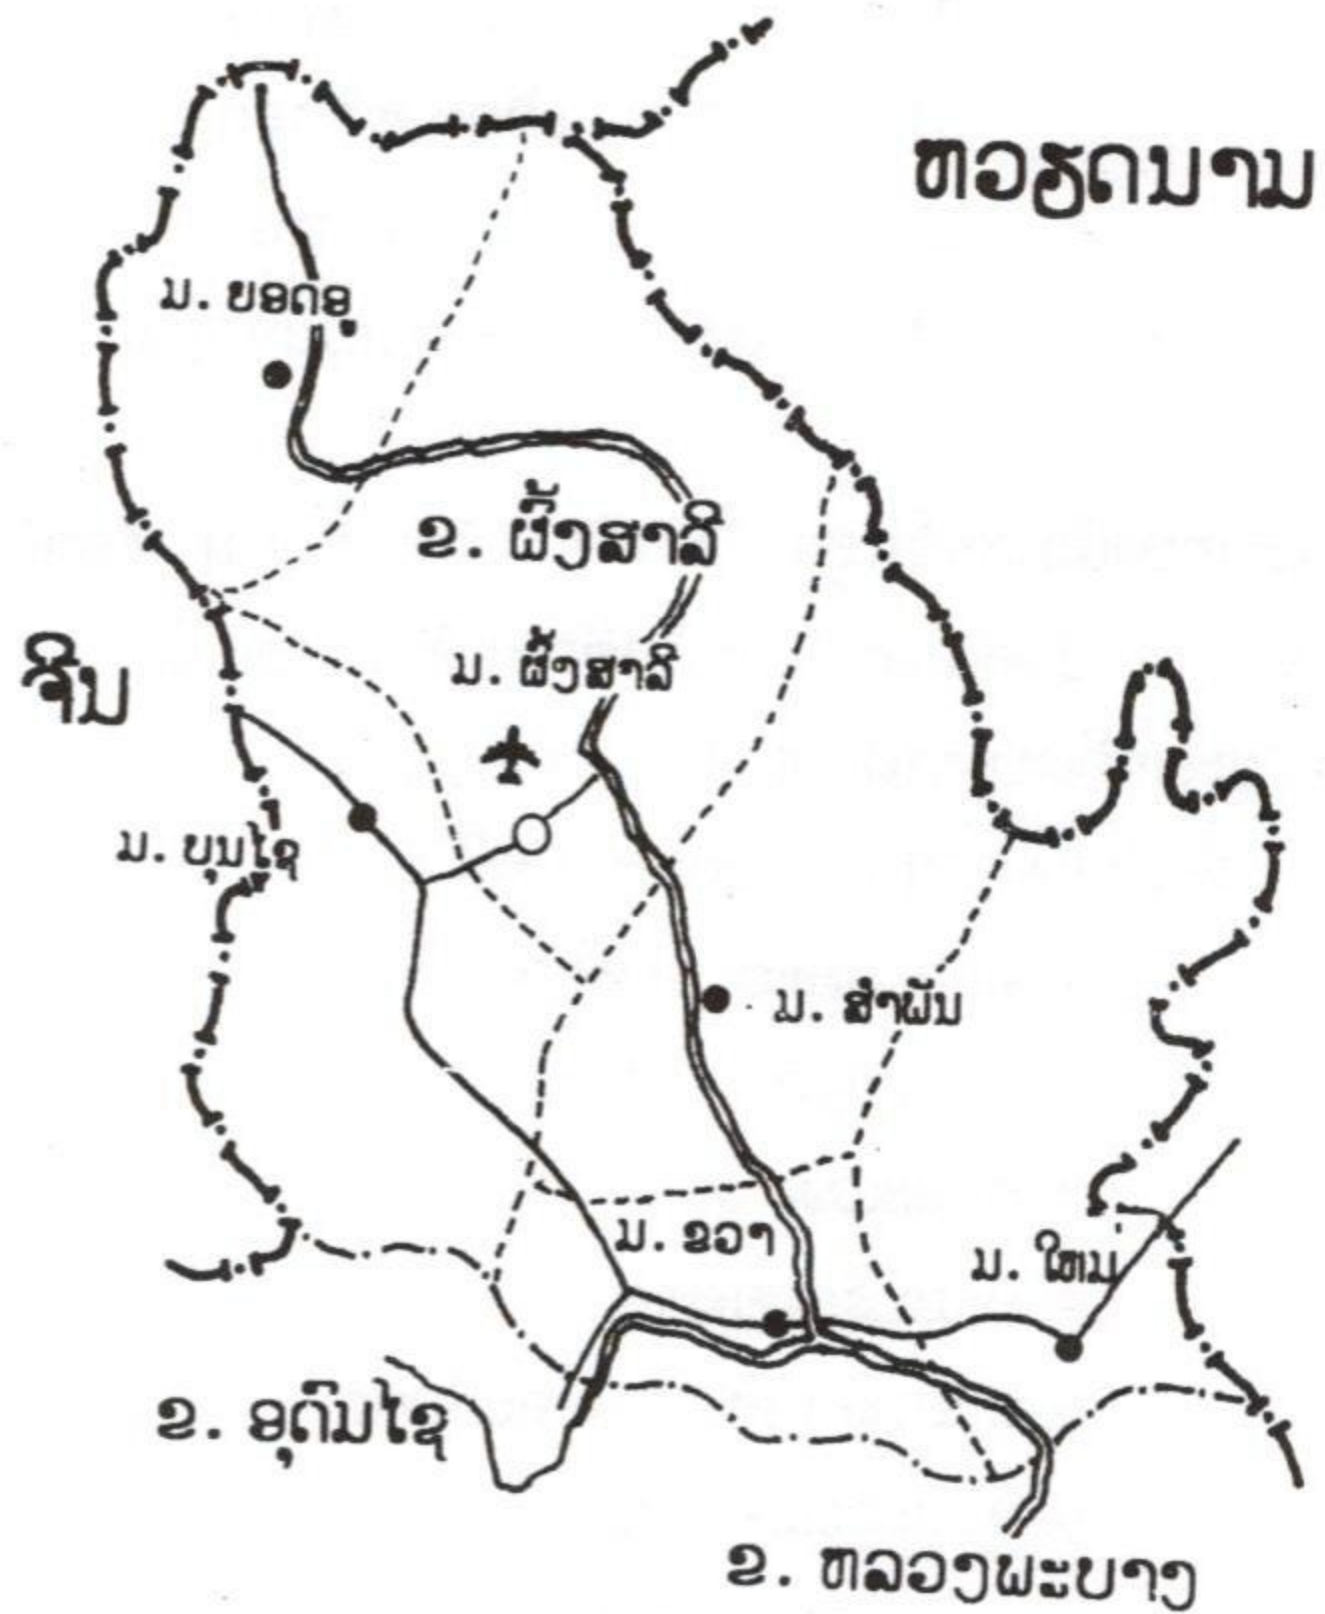 ຫວຽດນາມ
ມ. ຍອດອູ
ຂ. ຜົ້ງສາລີ
ຈີນ
ມ. ຜົ້ງສາລີ
ມ. ບຸນໄຊ
ມ. ສຳພັນ
ມ. ຂວາ
ມ. ໃຫມ່
ຂ. ອຸດົມໄຊ
ຂ. ຫລວງພະບາງ